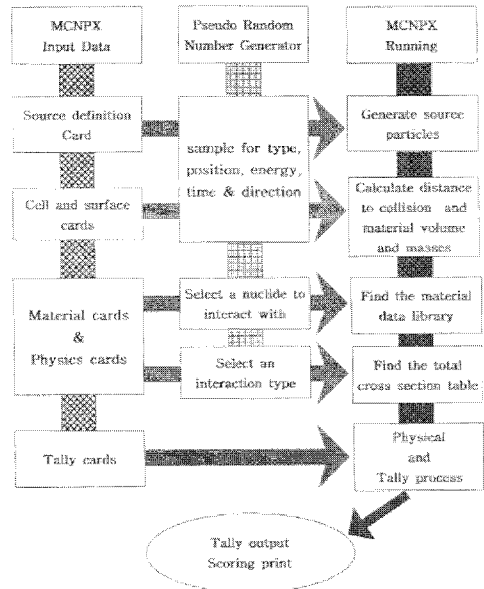 MCNPX
Input Data
Pseudo Random
Number Generator
MCNPX
Running
Source definition
Card
sample for type,
position, energy,
time & direction
Generate source
particles
Cell and surface
cards
Calculate distance
to collision and
material volume
and masses
Material cards
&
Physics cards
Select a nuclide to
interact with
Find the material
data library
Select an
interaction type
Find the total
cross section table
Tally cards
Physical
and
Tally process
Tally output
Scoring print